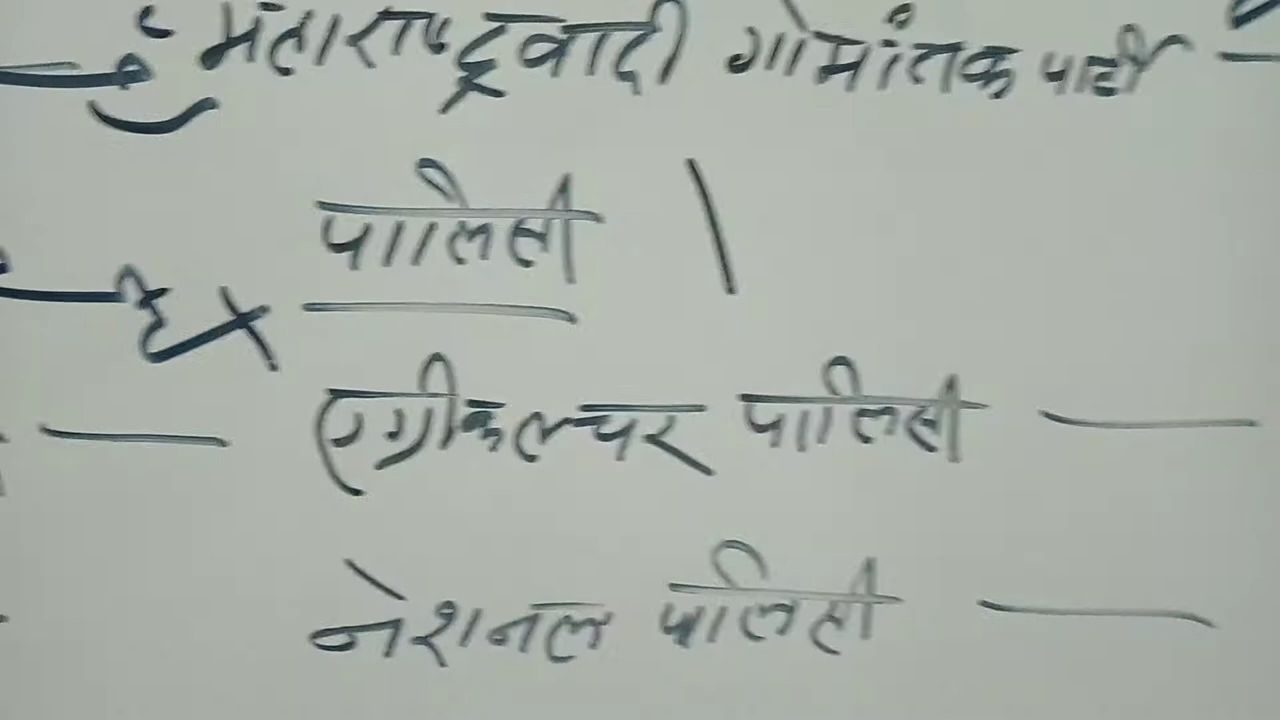 महाराष्ट्रवादी गोमांतक पार्टी
पालिसी
एग्रीकल्चर पालिसी
नेशनल पालिसी